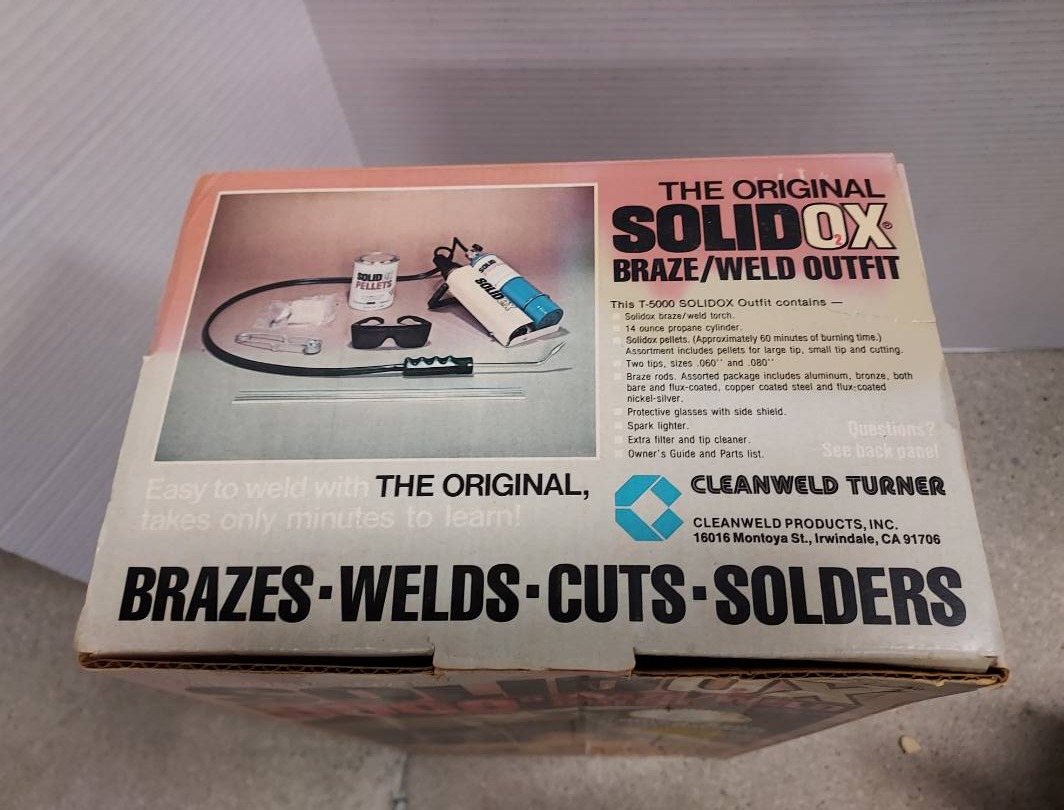 THE ORIGINAL
SOLIDO2X®
BRAZE/WELD OUTFIT
This T-5000 SOLIDOX Outfit contains —
Solidox braze/weld torch.
14 ounce propane cylinder.
Solidox pellets. (Approximately 60 minutes of burning time.)
Assortment includes pellets for large tip, small tip and cutting.
Two tips, sizes .060'' and .080''
Braze rods. Assorted package includes aluminum, bronze, both
bare and flux-coated, copper coated steel and flux-coated
nickel-silver.
Protective glasses with side shield.
Spark lighter.
Extra filter and tip cleaner.
Owner's Guide and Parts list.
Questions?
See back panel
SOLIDOX
PELLETS
SOLIDOX
Easy to weld with THE ORIGINAL,
takes only minutes to learn!
CLEANWELD TURNER
CLEANWELD PRODUCTS, INC.
16016 Montoya St., Irwindale, CA 91706
BRAZES·WELDS·CUTS·SOLDERS